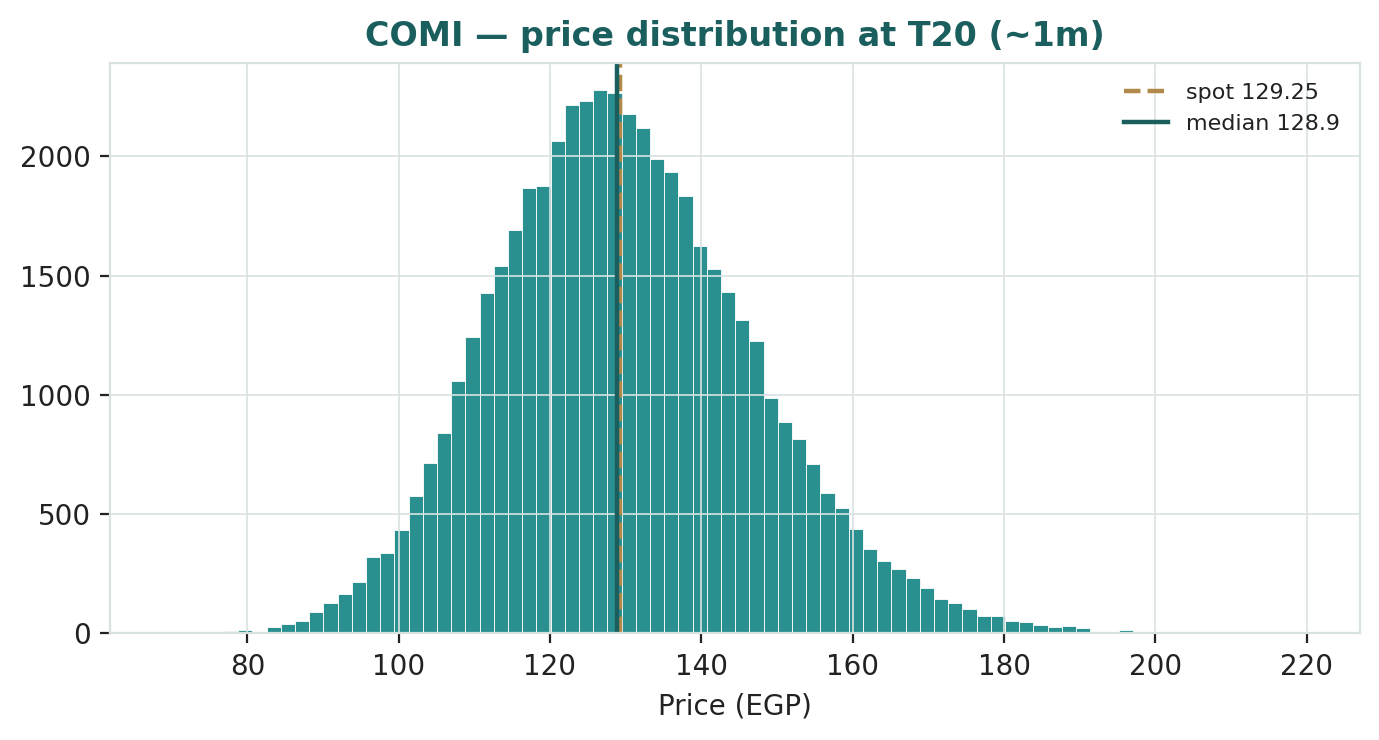 COMI — price distribution at T20 (~1m)
spot 129.25
median 128.9
2000
1500
1000
500
0
80 100 120 140 160 180 200 220
Price (EGP)